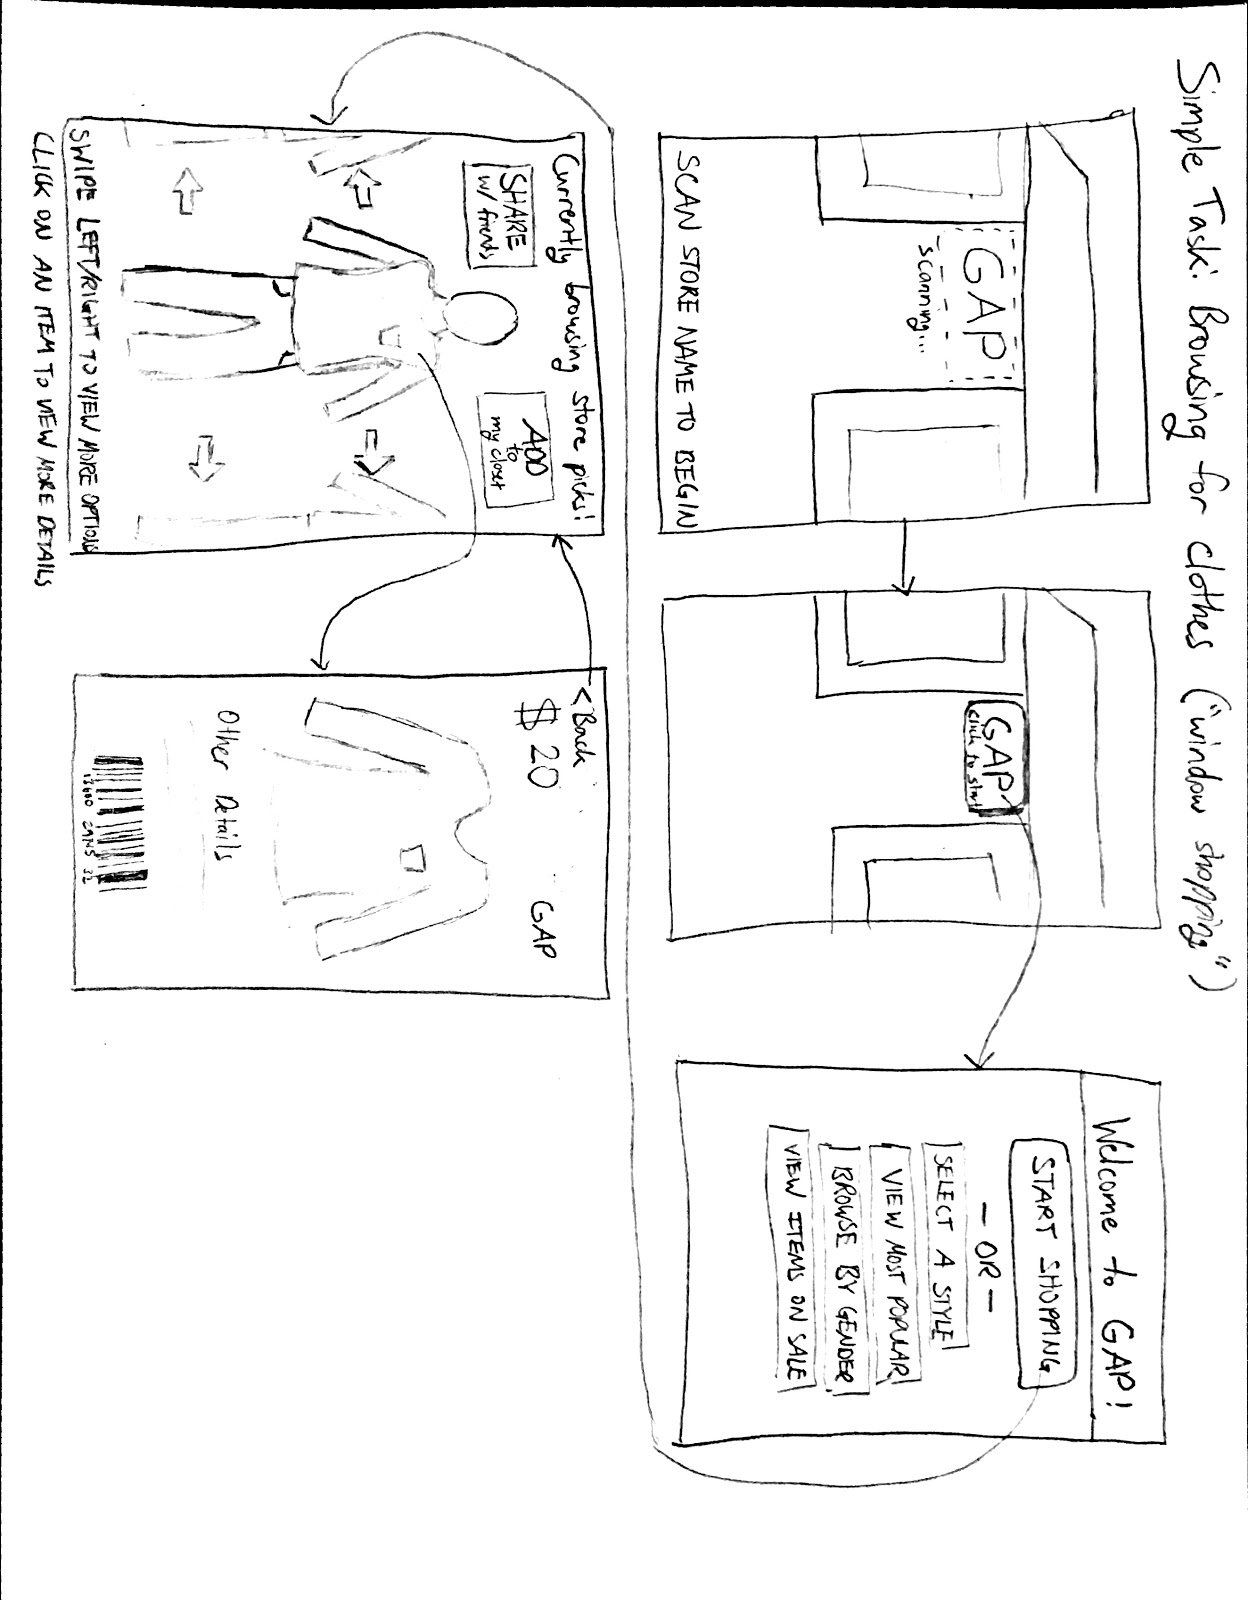 Simple Task: Browsing for clothes ("window shopping")
GAP
scanning...
SCAN STORE NAME TO BEGIN
GAP
click to start
Welcome to GAP!
START SHOPPING
- OR -
SELECT A STYLE
VIEW MOST POPULAR
BROWSE BY GENDER
VIEW ITEMS ON SALE
Currently browsing store picks!
SHARE
w/ friends
ADD
to
my closet
SWIPE LEFT/RIGHT TO VIEW MORE OPTIONS
CLICK ON AN ITEM TO VIEW MORE DETAILS
< Back
$20
GAP
Other Details